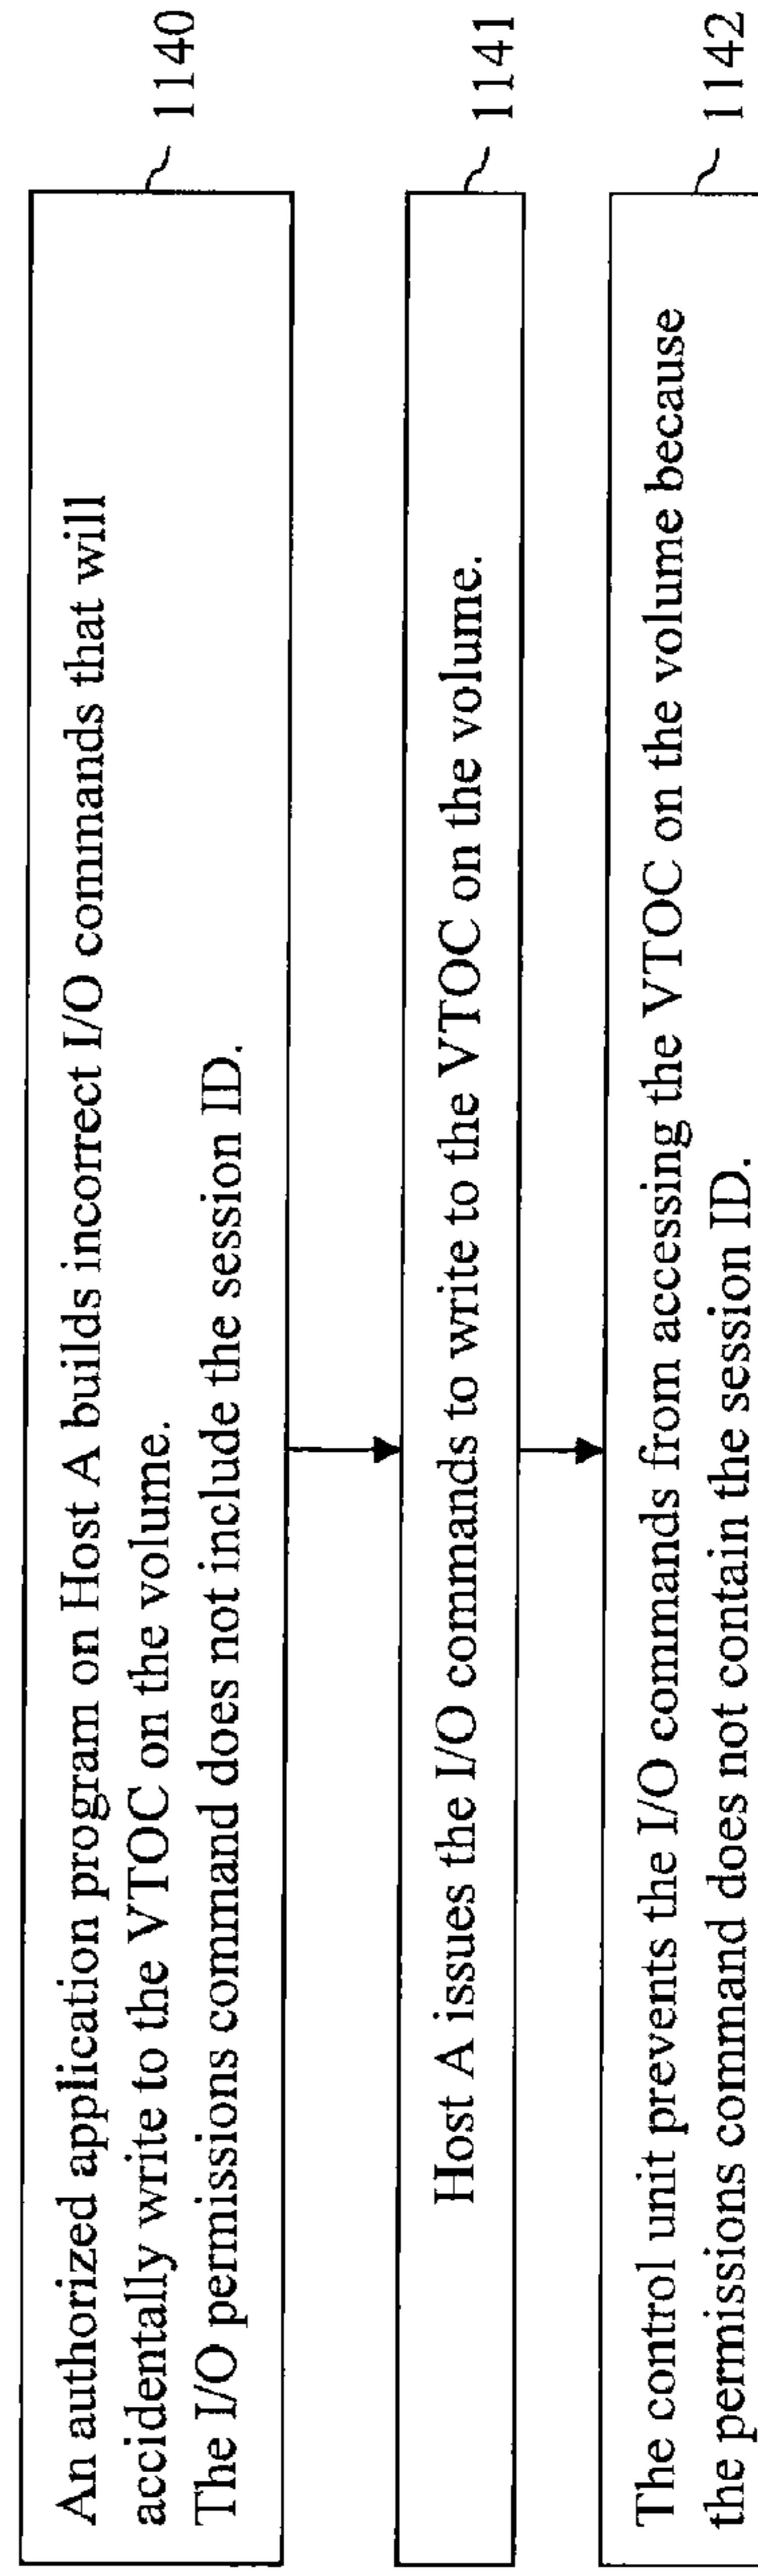 An authorized application program on Host A builds incorrect I/O commands that will
accidentally write to the VTOC on the volume.
The I/O permissions command does not include the session ID.
1140
Host A issues the I/O commands to write to the VTOC on the volume.
1141
The control unit prevents the I/O commands from accessing the VTOC on the volume because
the permissions command does not contain the session ID.
1142